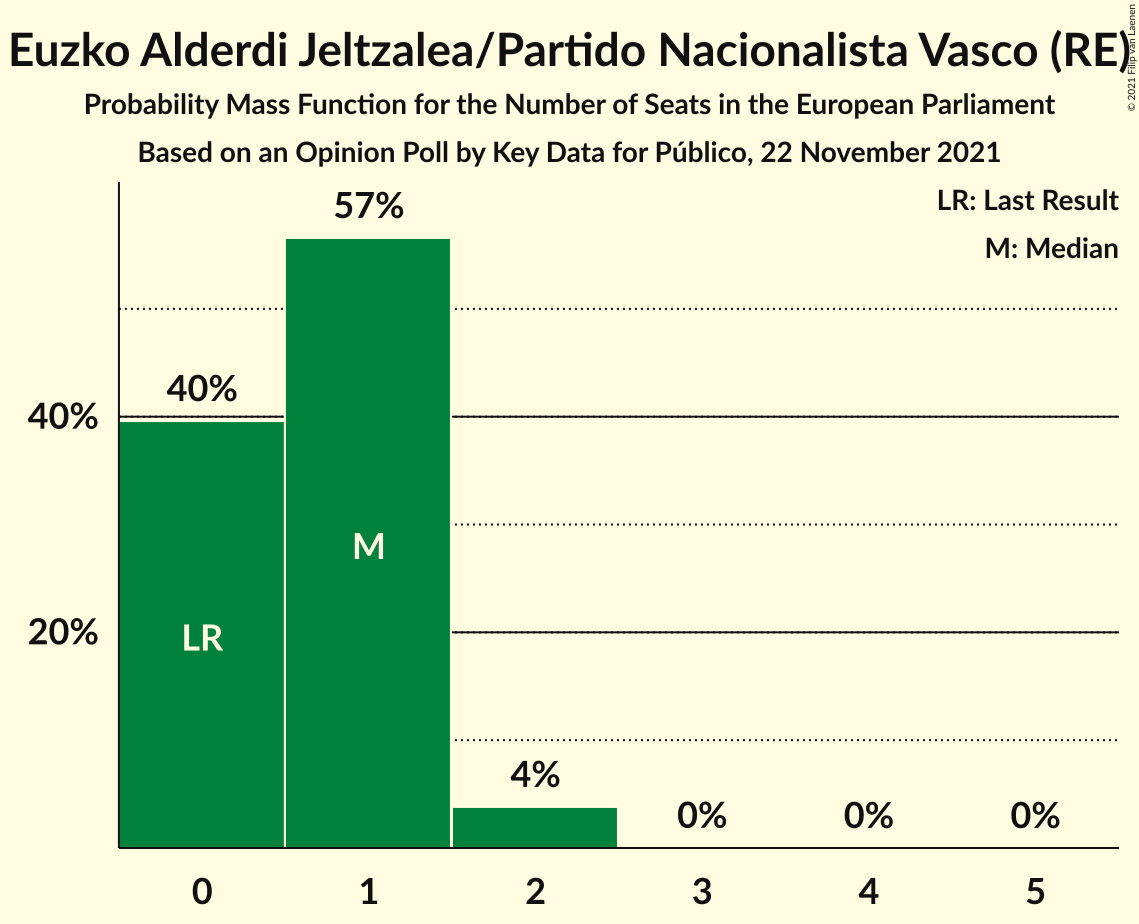 Euzko Alderdi Jeltzalea/Partido Nacionalista Vasco (RE)
© 2021 Filip van Laenen
Probability Mass Function for the Number of Seats in the European Parliament
Based on an Opinion Poll by Key Data for Público, 22 November 2021
LR: Last Result
M: Median
57%
40%
40%
M
LR
20%
4%
0%
0%
0%
0
1
2
3
4
5